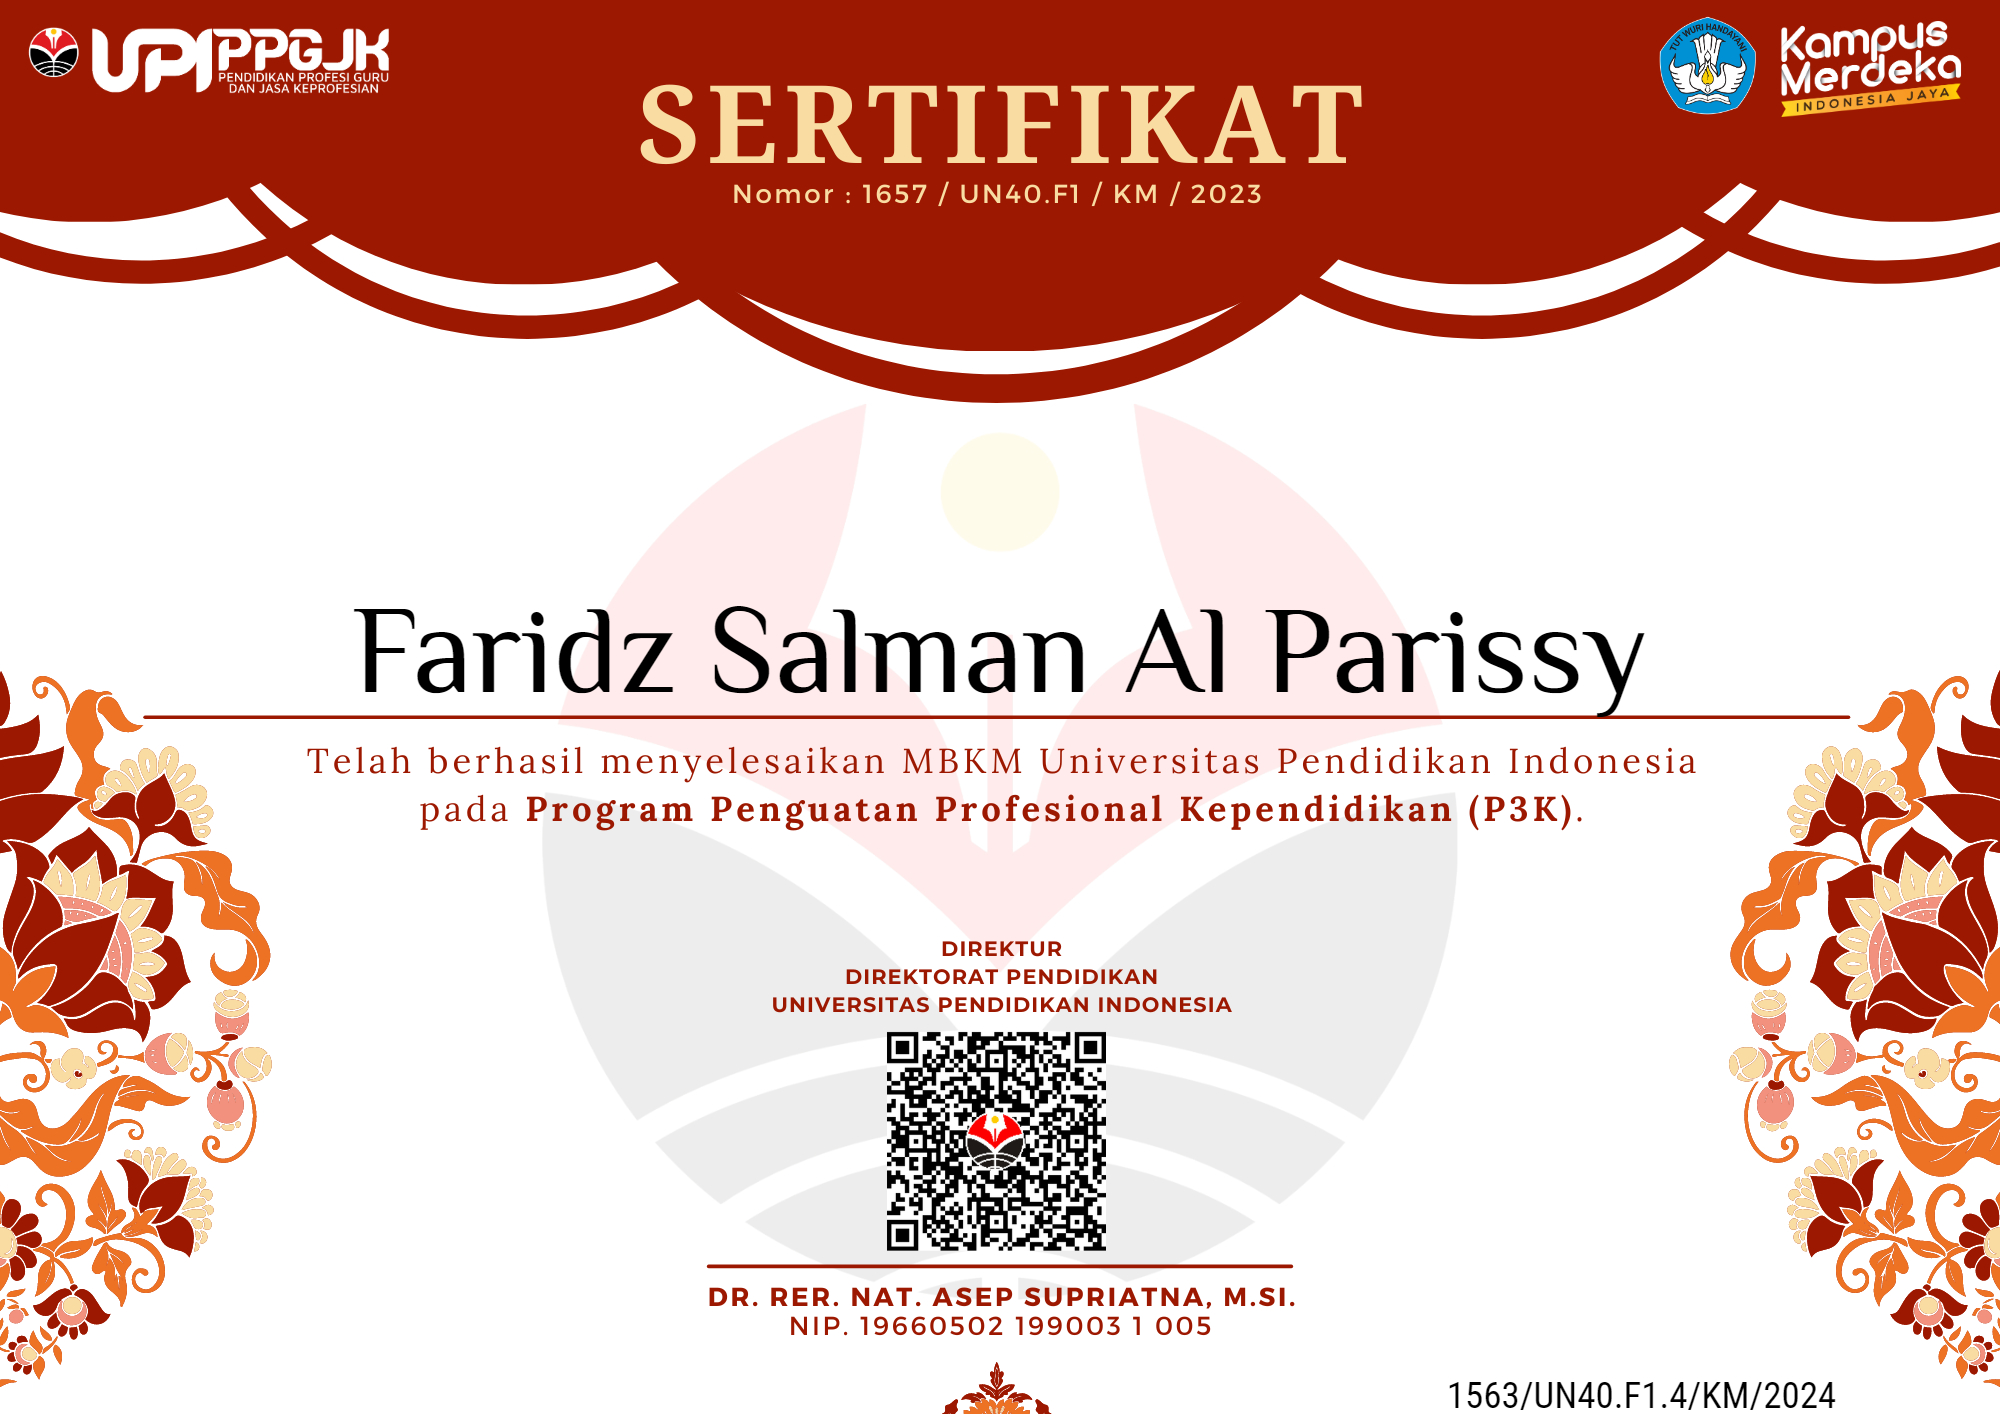 UPI PPGJK
PENDIDIKAN PROFESI GURU
DAN JASA KEPROFESIAN
TUT WURI HANDAYANI
Kampus
Merdeka
INDONESIA JAYA
SERTIFIKAT
Nomor : 1657 / UN40.F1 / KM / 2023
Faridz Salman Al Parissy
Telah berhasil menyelesaikan MBKM Universitas Pendidikan Indonesia
pada Program Penguatan Profesional Kependidikan (P3K).
DIREKTUR
DIREKTORAT PENDIDIKAN
UNIVERSITAS PENDIDIKAN INDONESIA
DR. RER. NAT. ASEP SUPRIATNA, M.SI.
NIP. 19660502 199003 1 005
1563/UN40.F1.4/KM/2024